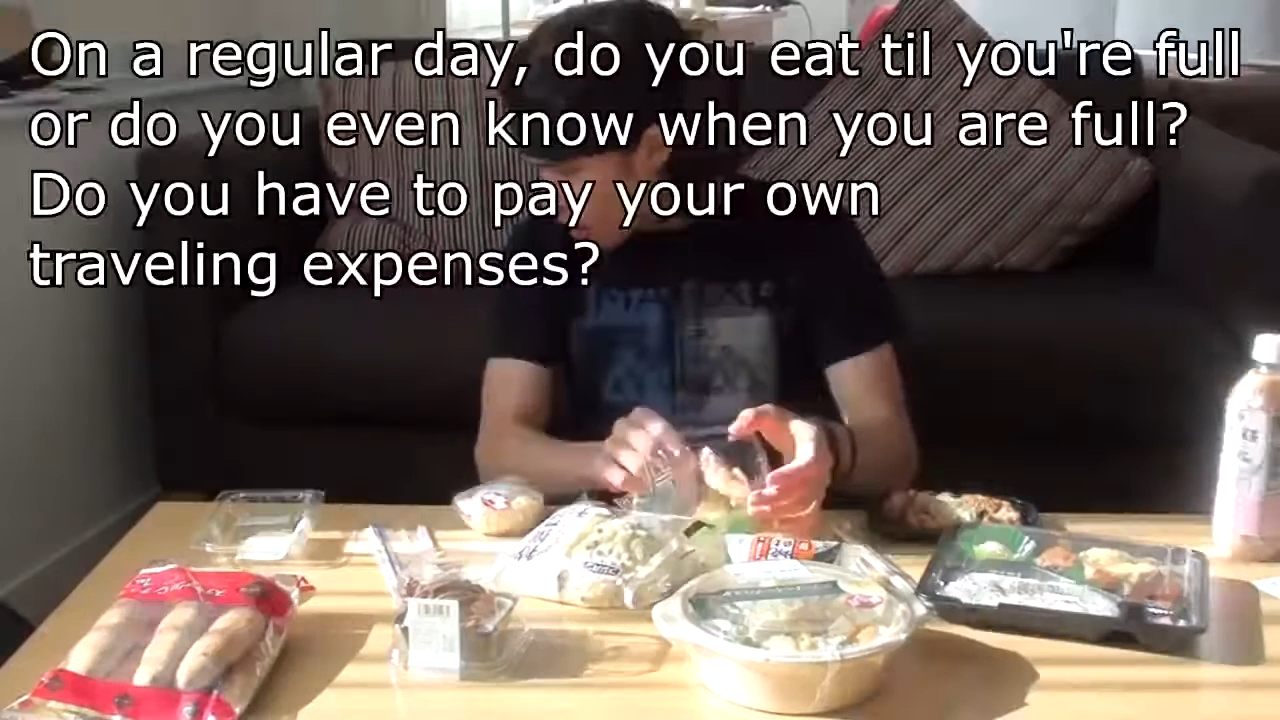 On a regular day, do you eat til you're full
or do you even know when you are full?
Do you have to pay your own
traveling expenses?